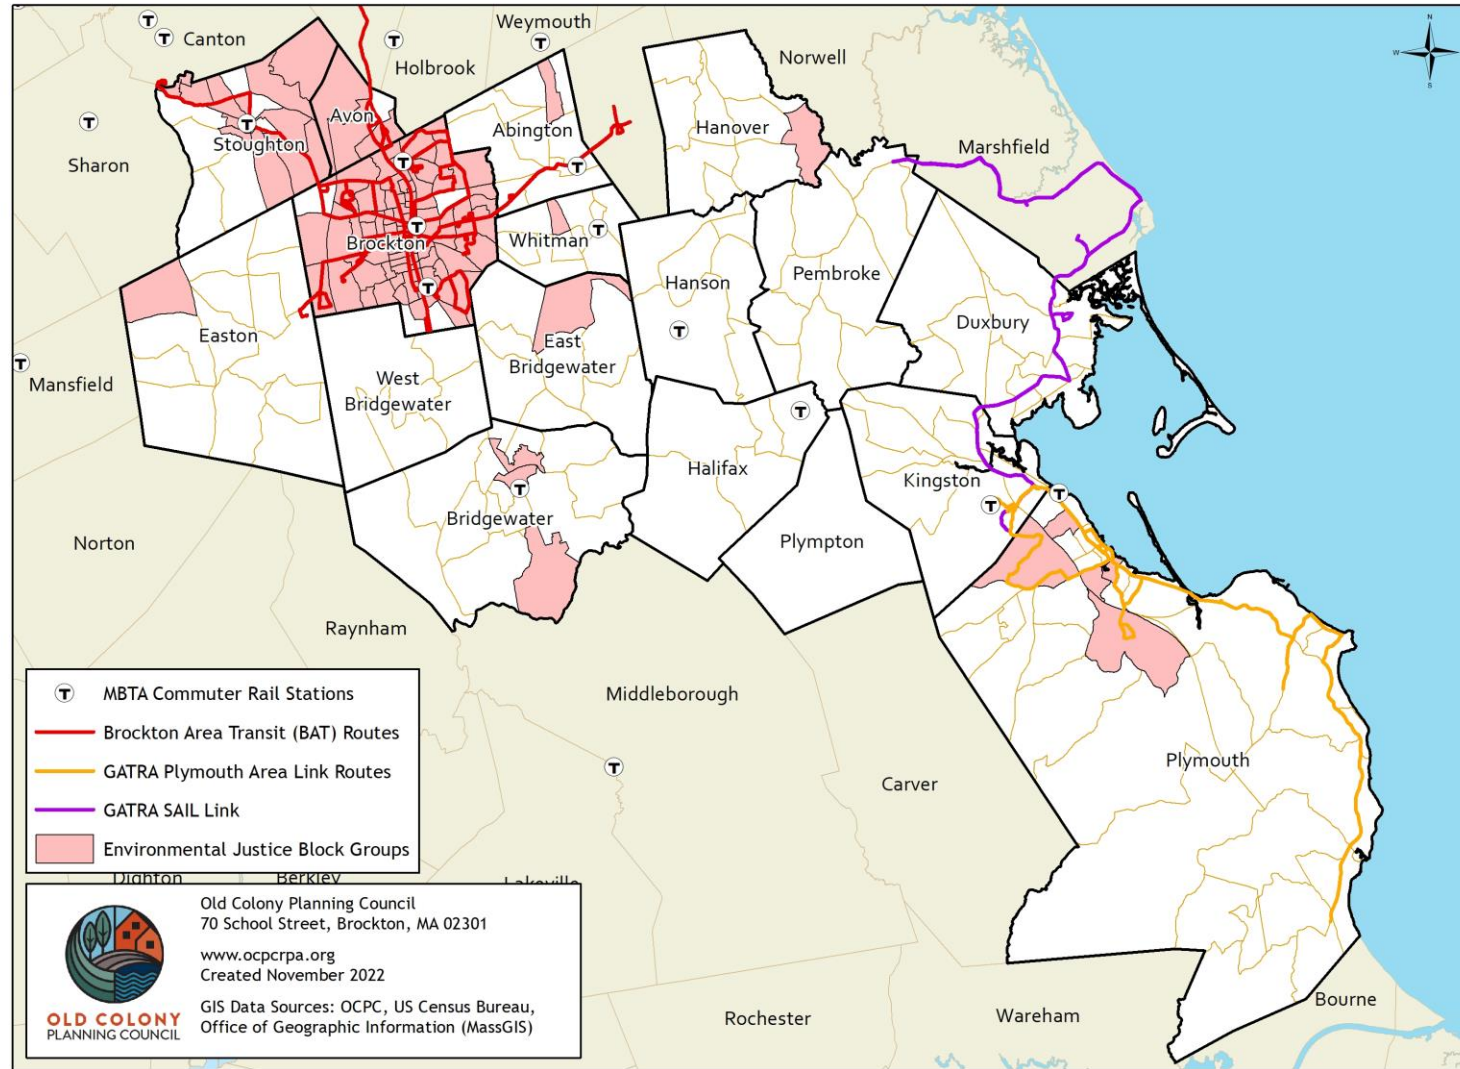 N
W
S
T
Weymouth
Canton
Norwell
Holbrook
Avon
Abington
Hanover
Stoughton
Marshfield
Sharon
Brockton
Whitman
Hanson
Pembroke
Duxbury
Easton
East
Bridgewater
West
Bridgewater
Mansfield
Halifax
Kingston
Bridgewater
Norton
Plympton
Raynham
Middleborough
Carver
Plymouth
T MBTA Commuter Rail Stations
Brockton Area Transit (BAT) Routes
GATRA Plymouth Area Link Routes
GATRA SAIL Link
Environmental Justice Block Groups
Dighton
Berkley
Lakeville
Old Colony Planning Council
70 School Street, Brockton, MA 02301
www.ocpcrpa.org
Created November 2022
GIS Data Sources: OCPC, US Census Bureau,
Office of Geographic Information (MassGIS)
OLD COLONY
PLANNING COUNCIL
Rochester
Wareham
Bourne